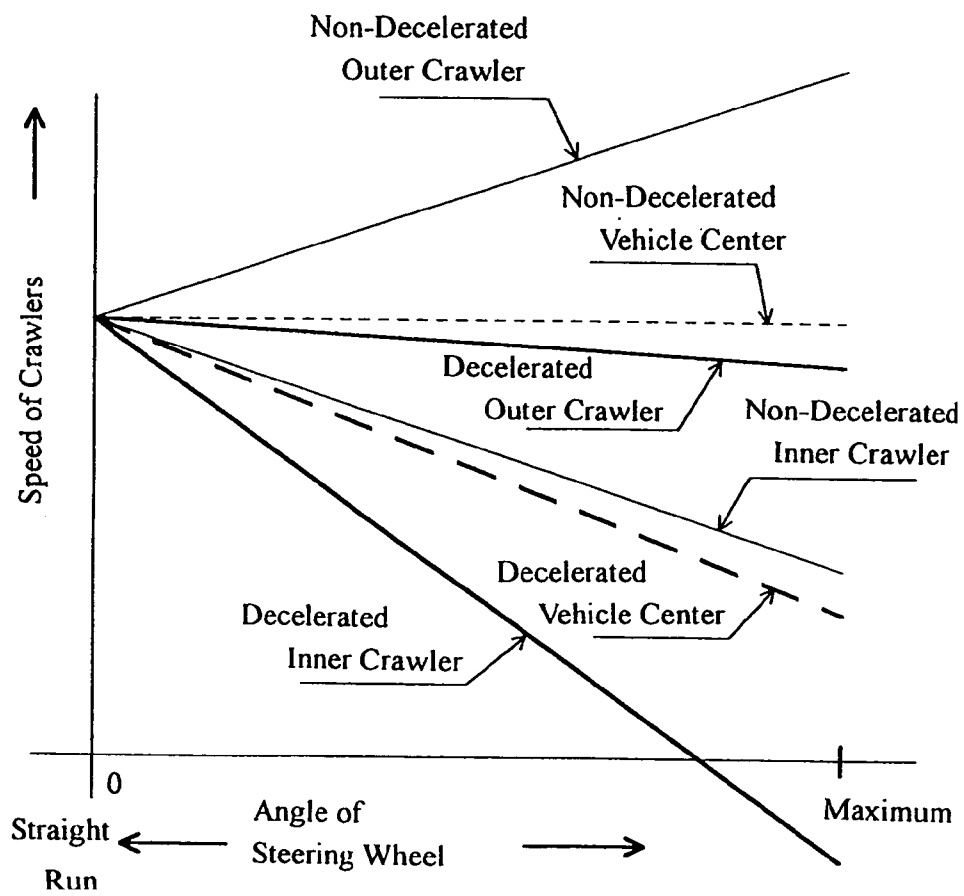 Non-Decelerated
Outer Crawler
Non-Decelerated
Vehicle Center
Speed of Crawlers
Decelerated
Outer Crawler
Non-Decelerated
Inner Crawler
Decelerated
Vehicle Center
Decelerated
Inner Crawler
0
Maximum
Straight
Run
Angle of
Steering Wheel